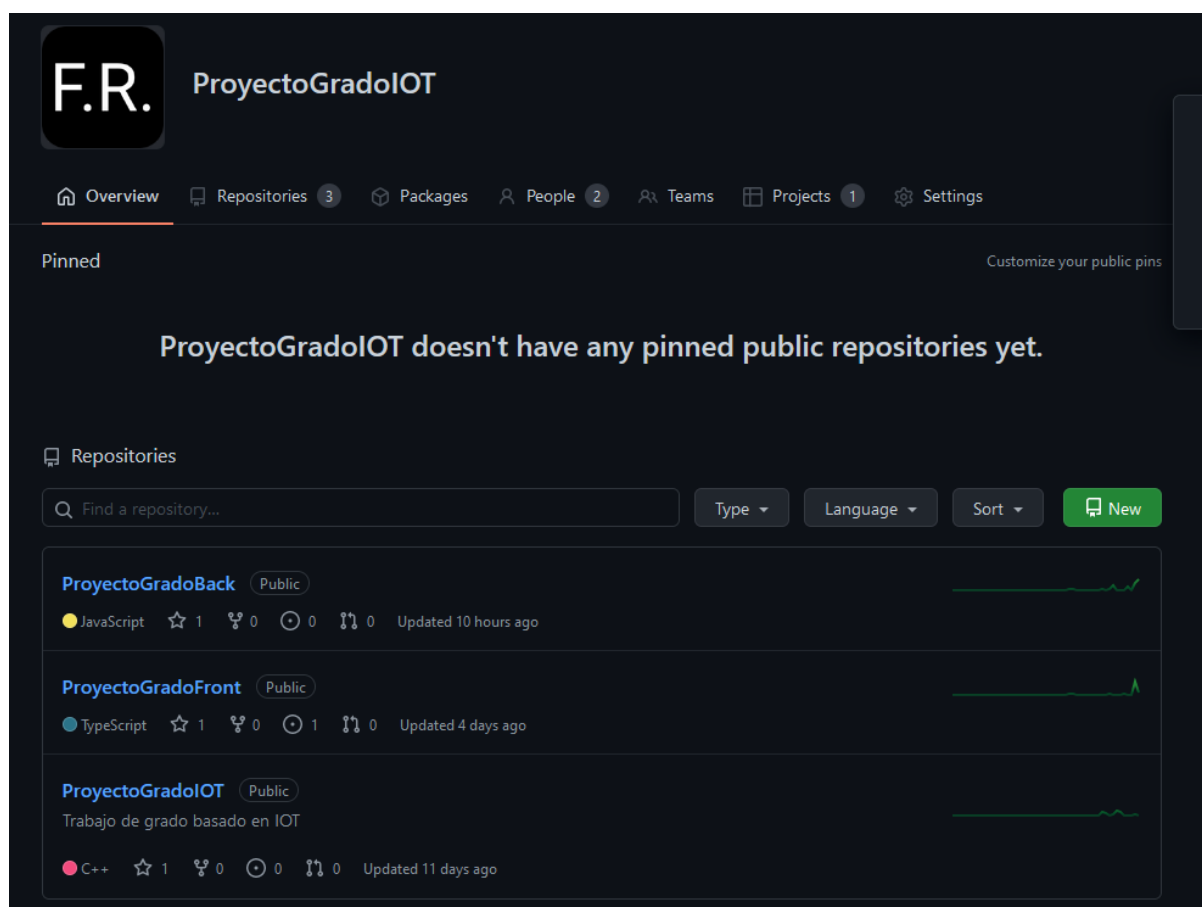 F.R.
ProyectoGradoIOT
Overview Repositories 3 Packages People 2 Teams Projects 1 Settings
Pinned Customize your public pins
ProyectoGradoIOT doesn't have any pinned public repositories yet.
Repositories
Find a repository... Type Language Sort New
ProyectoGradoBack Public
JavaScript 1 0 0 0 Updated 10 hours ago
ProyectoGradoFront Public
TypeScript 1 0 1 0 Updated 4 days ago
ProyectoGradoIOT Public
Trabajo de grado basado en IOT
C++ 1 0 0 0 Updated 11 days ago